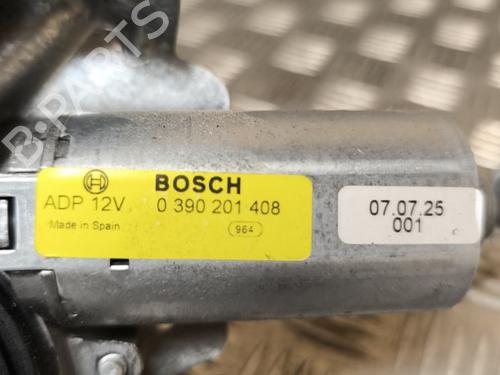 B-PARTS
BOSCH
ADP 12V 0 390 201 408
Made in Spain
964
07.07.25
001